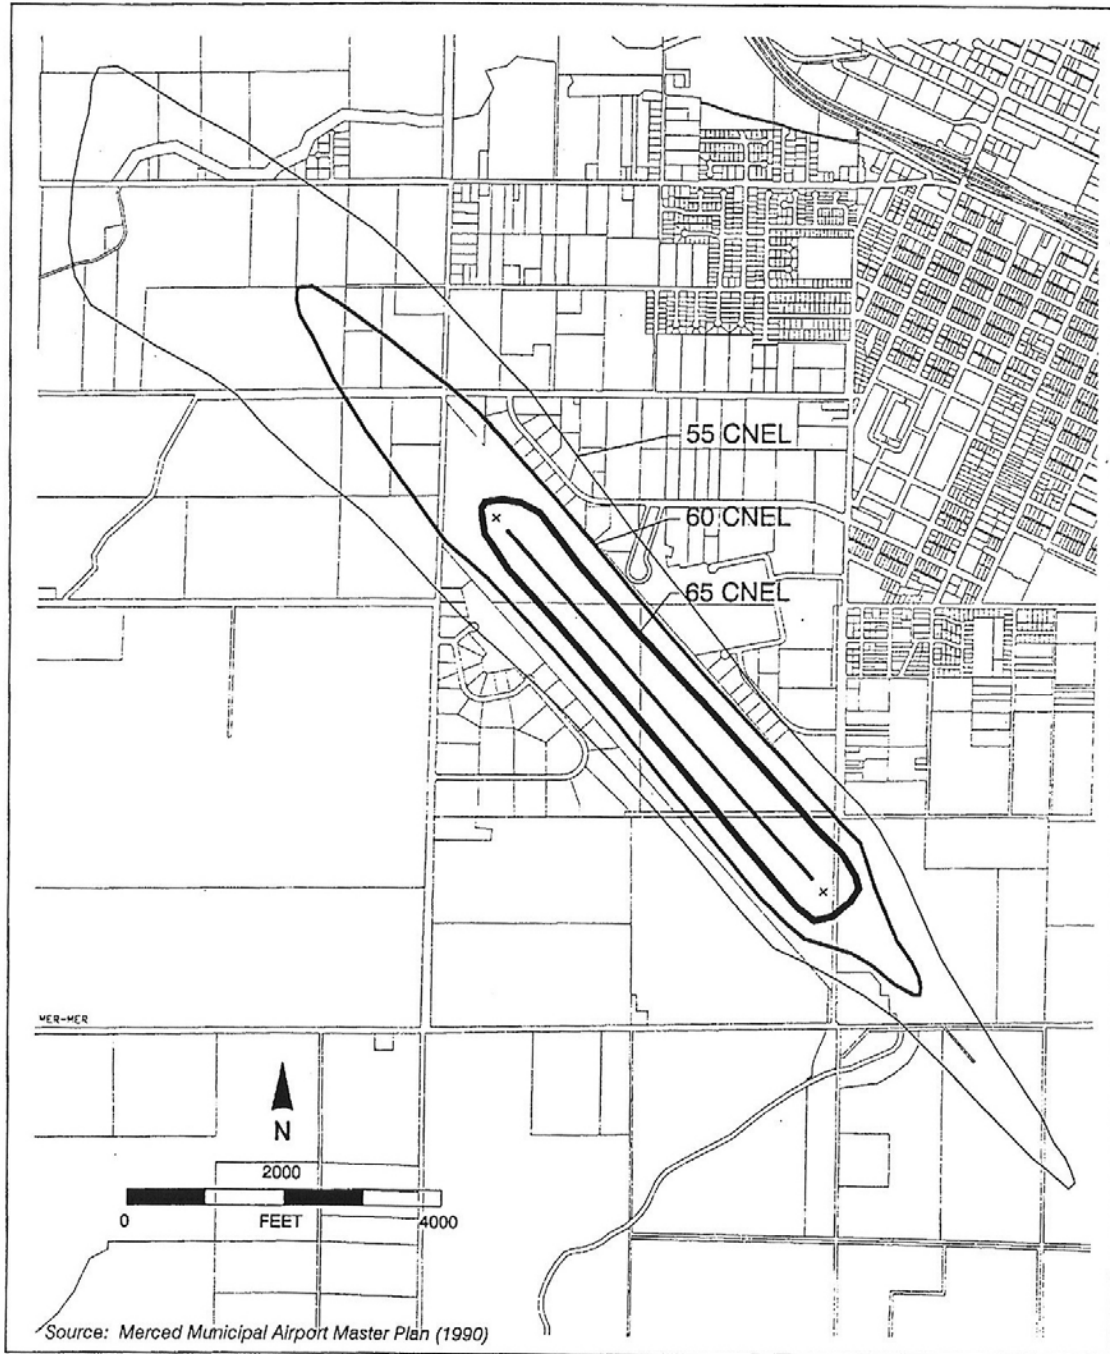 55 CNEL
60 CNEL
65 CNEL
MER-MER
N
2000
0 FEET 4000
Source: Merced Municipal Airport Master Plan (1990)